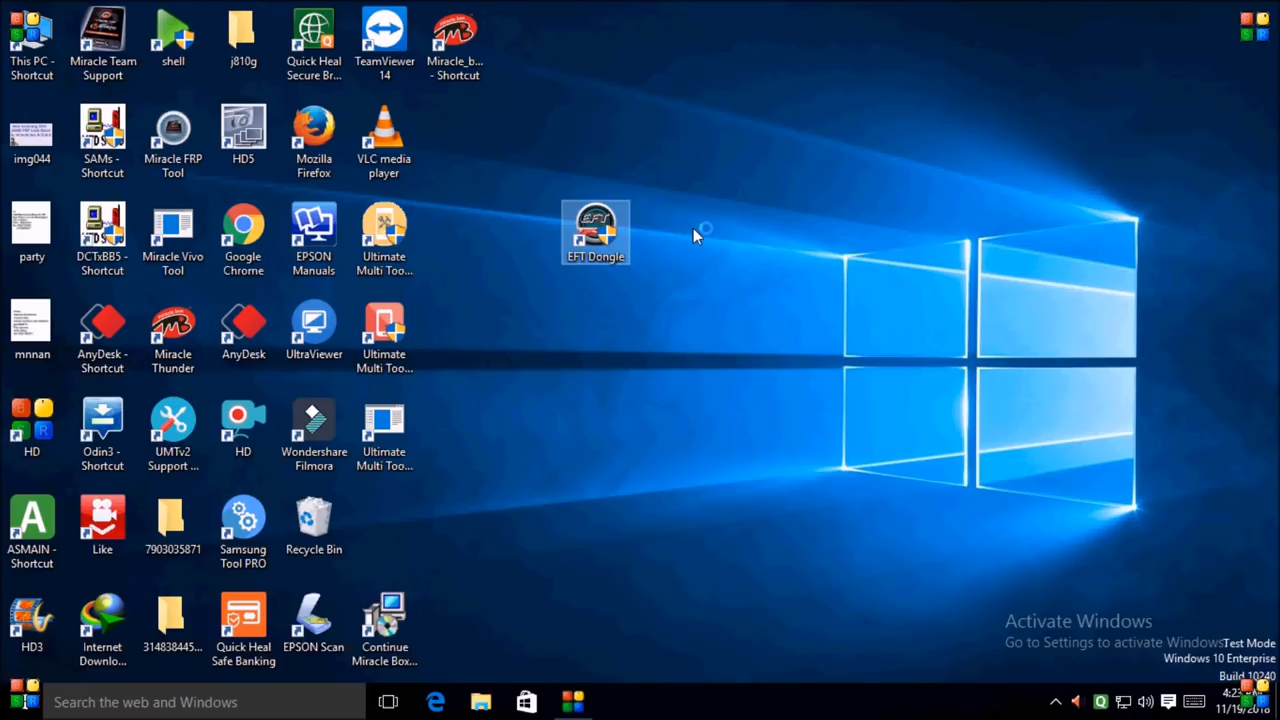 This PC -
Shortcut
Miracle Team
Support
shell
j810g
Quick Heal
Secure Br...
TeamViewer
14
Miracle_b...
- Shortcut
img044
SAMs -
Shortcut
Miracle FRP
Tool
HD5
Mozilla
Firefox
VLC media
player
party
DCTxBB5 -
Shortcut
Miracle Vivo
Tool
Google
Chrome
EPSON
Manuals
Ultimate
Multi Too...
EFT
EFT Dongle
mnnan
AnyDesk -
Shortcut
Miracle
Thunder
AnyDesk
UltraViewer
Ultimate
Multi Too...
HD
Odin3 -
Shortcut
UMTv2
Support ...
HD
Wondershare
Filmora
Ultimate
Multi Too...
ASMAIN -
Shortcut
Like
7903035871
Samsung
Tool PRO
Recycle Bin
HD3
Internet
Downlo...
314838445...
Quick Heal
Safe Banking
EPSON Scan
Continue
Miracle Box...
Activate Windows
Go to Settings to activate Windows
Test Mode
Windows 10 Enterprise
Build 10240
Search the web and Windows